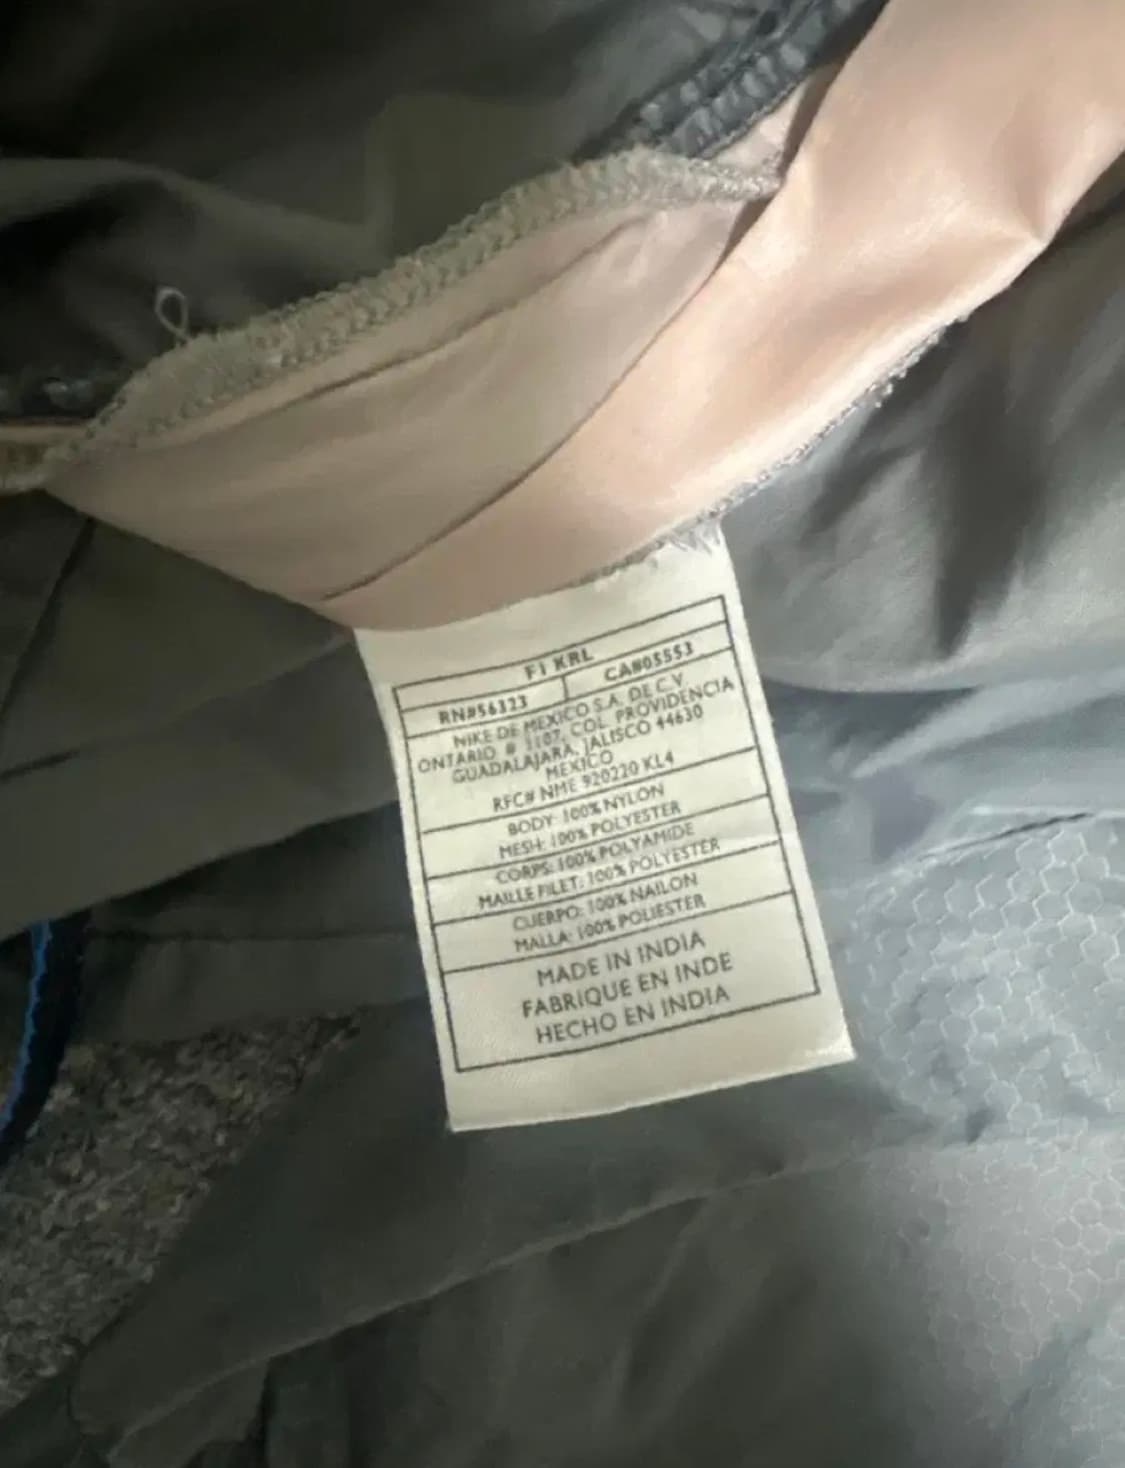 FI KRL
RN#56323 CA#05553
NIKE DE MEXICO S.A. DE C.V.
ONTARIO # 1107, COL. PROVIDENCIA
GUADALAJARA, JALISCO 44630
MEXICO
RFC# NME 920220 KL4
BODY: 100% NYLON
MESH: 100% POLYESTER
CORPS: 100% POLYAMIDE
MAILLE FILET: 100% POLYESTER
CUERPO: 100% NAILON
MALLA: 100% POLIESTER
MADE IN INDIA
FABRIQUE EN INDE
HECHO EN INDIA